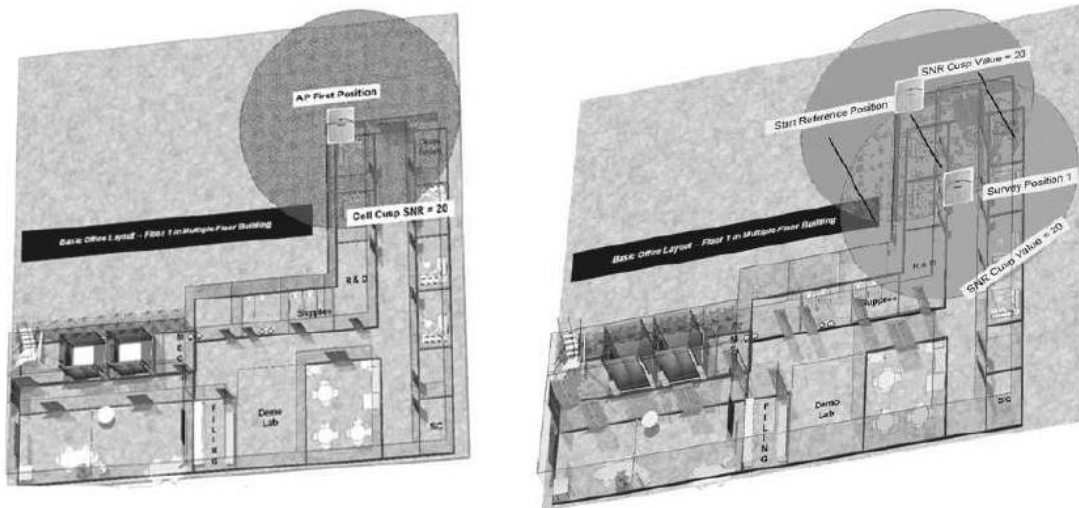 AP First Position
Cell Cusp SNR = 20
Basic Office Layout – Floor 1 in Multiple Floor Building
R & D
Supplies
MEC
FILING
Demo
Lab
S/C
SNR Cusp Value = 20
Start Reference Position
Survey Position 1
SNR Cusp Value = 20
Basic Office Layout – Floor 1 in Multiple Floor Building
R & D
Supplies
FILING
Demo
Lab
S/C